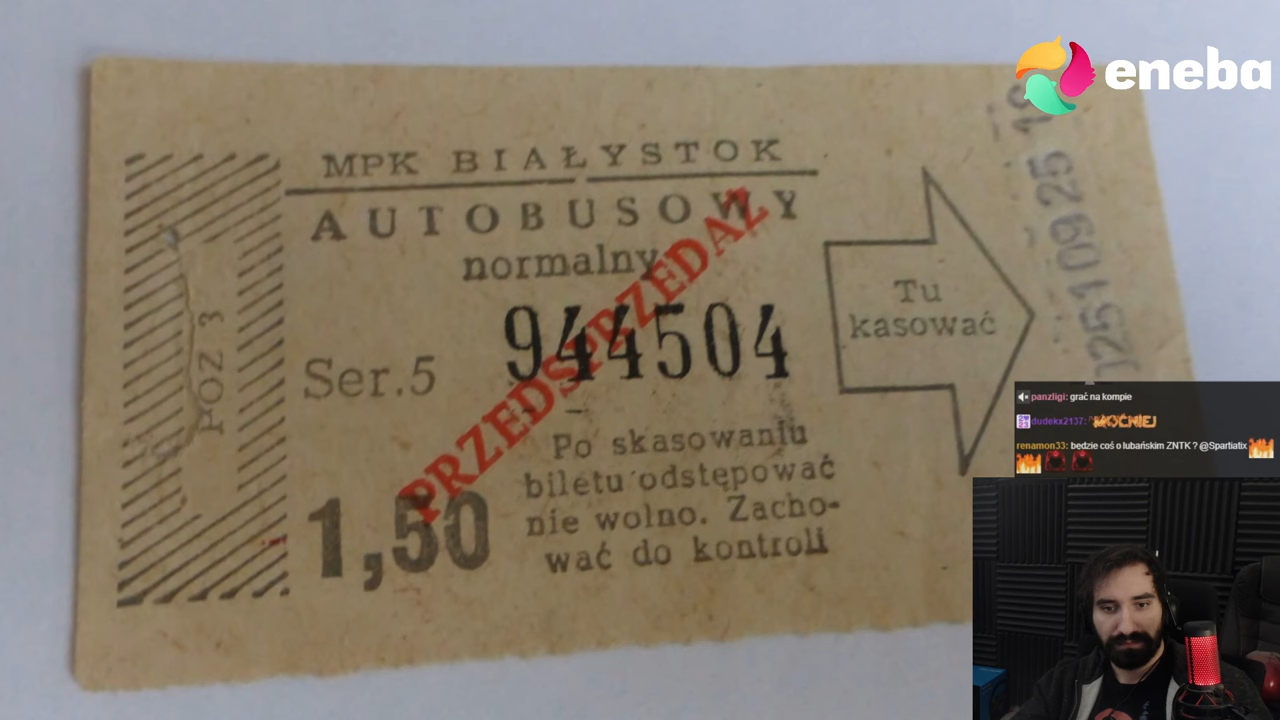 eneba
MPK BIAŁYSTOK
AUTOBUSOWY
normalny
PRZEDSPRZEDAŻ
POZ 3
Ser.5
944504
1,50
Po skasowaniu
biletu odstępować
nie wolno. Zacho-
wać do kontroli
Tu
kasować
panzligi: grać na kompie
dudekx2137: MOCNIEJ
renamon33: będzie coś o lubańskim ZNTK ? @Spartiatix